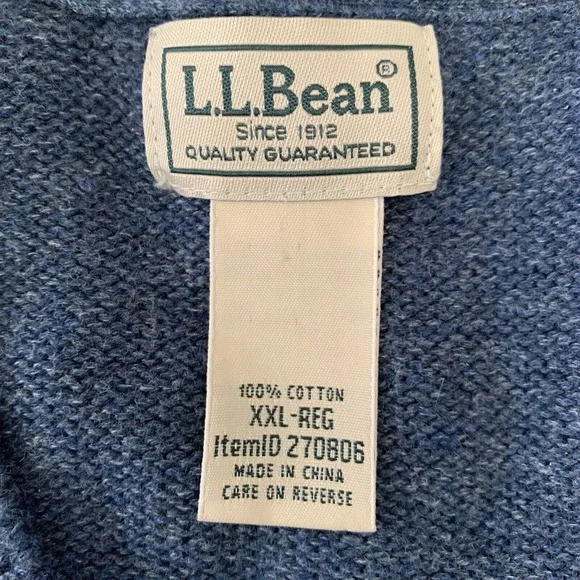 L.L.Bean®
Since 1912
QUALITY GUARANTEED
100% COTTON
XXL-REG
ItemID 270806
MADE IN CHINA
CARE ON REVERSE